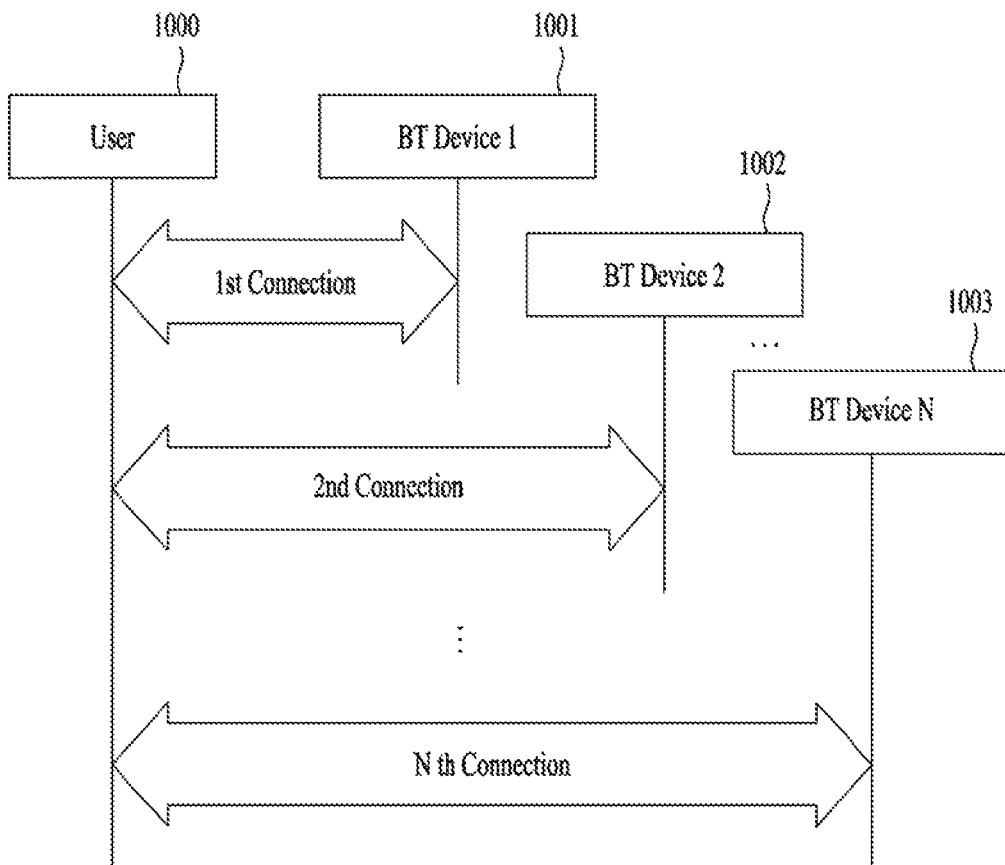 1000
1001
User
BT Device 1
1002
BT Device 2
1st Connection
1003
...
BT Device N
2nd Connection
⋮
N th Connection